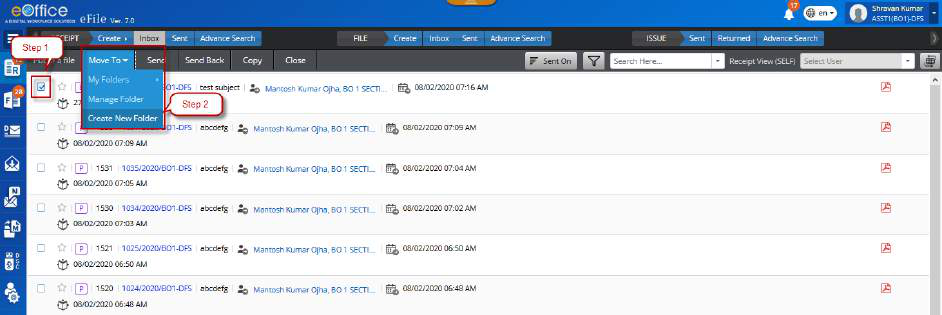 eOffice
A DIGITAL WORKPLACE SOLUTION
eFile Ver. 7.0
17
en
Shravan Kumar
ASST1(BO1)-DFS
Step 1
Create
Inbox
Sent
Advance Search
FILE
Create
Inbox
Sent
Advance Search
ISSUE
Sent
Returned
Advance Search
Move To
Send
Send Back
Copy
Close
Sent On
Search Here...
Receipt View (SELF)
Select User
My Folders
Manage Folder
Create New Folder
Step 2
test subject Mantosh Kumar Ojha, BO 1 SECTI... 08/02/2020 07:16 AM
abcdefg Mantosh Kumar Ojha, BO 1 SECTI... 08/02/2020 07:09 AM
08/02/2020 07:09 AM
P 1531 1035/2020/BO1-DFS abcdefg Mantosh Kumar Ojha, BO 1 SECTI... 08/02/2020 07:04 AM
08/02/2020 07:05 AM
P 1530 1034/2020/BO1-DFS abcdefg Mantosh Kumar Ojha, BO 1 SECTI... 08/02/2020 07:02 AM
08/02/2020 07:03 AM
P 1521 1025/2020/BO1-DFS abcdefg Mantosh Kumar Ojha, BO 1 SECTI... 08/02/2020 06:50 AM
08/02/2020 06:50 AM
P 1520 1024/2020/BO1-DFS abcdefg Mantosh Kumar Ojha, BO 1 SECTI... 08/02/2020 06:48 AM
08/02/2020 06:48 AM
R
F 28
D
N
M
DSC